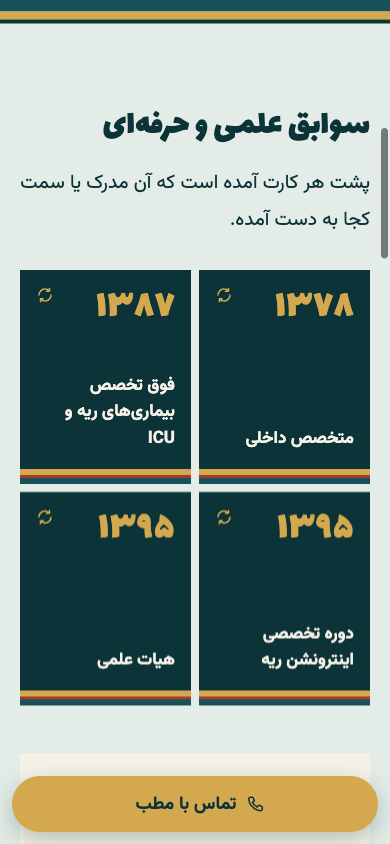 سوابق علمی و حرفه‌ای
پشت هر کارت آمده است که آن مدرک یا سمت
کجا به دست آمده.
۱۳۷۸
متخصص داخلی
۱۳۸۷
فوق تخصص
بیماری‌های ریه و
ICU
۱۳۹۵
دوره تخصصی
اینترونشن ریه
۱۳۹۵
هیات علمی
تماس با مطب